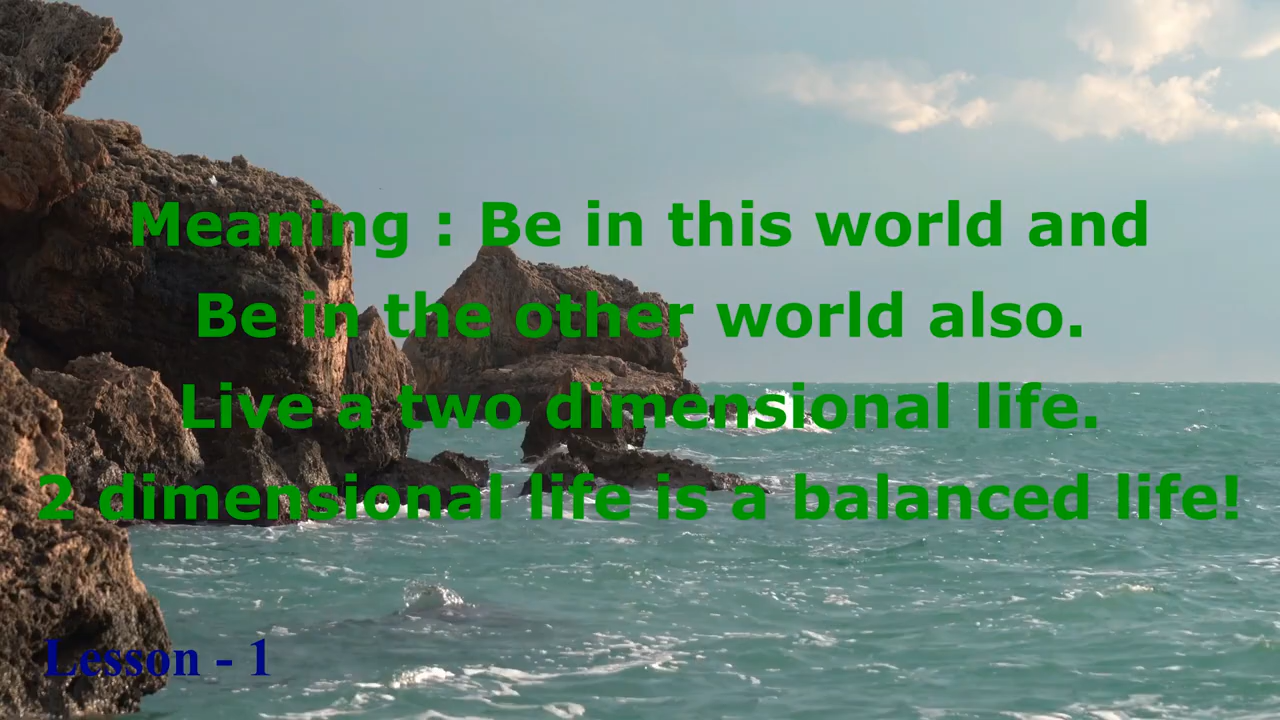 Meaning : Be in this world and
Be in the other world also.
Live a two dimensional life.
2 dimensional life is a balanced life!
Lesson - 1